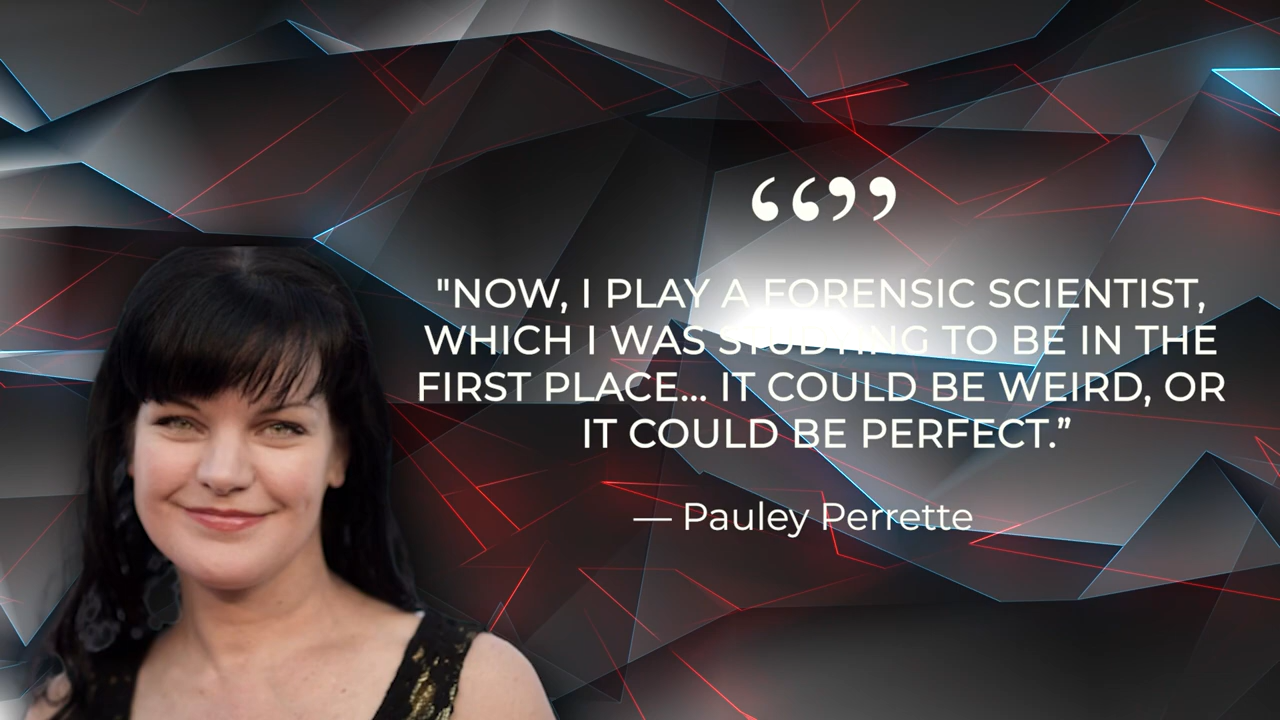 “”
"NOW, I PLAY A FORENSIC SCIENTIST,
WHICH I WAS STUDYING TO BE IN THE
FIRST PLACE... IT COULD BE WEIRD, OR
IT COULD BE PERFECT.”
— Pauley Perrette